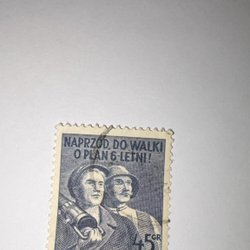 NAPRZÓD, DO WALKI
O PLAN 6 LETNI!
45 GR